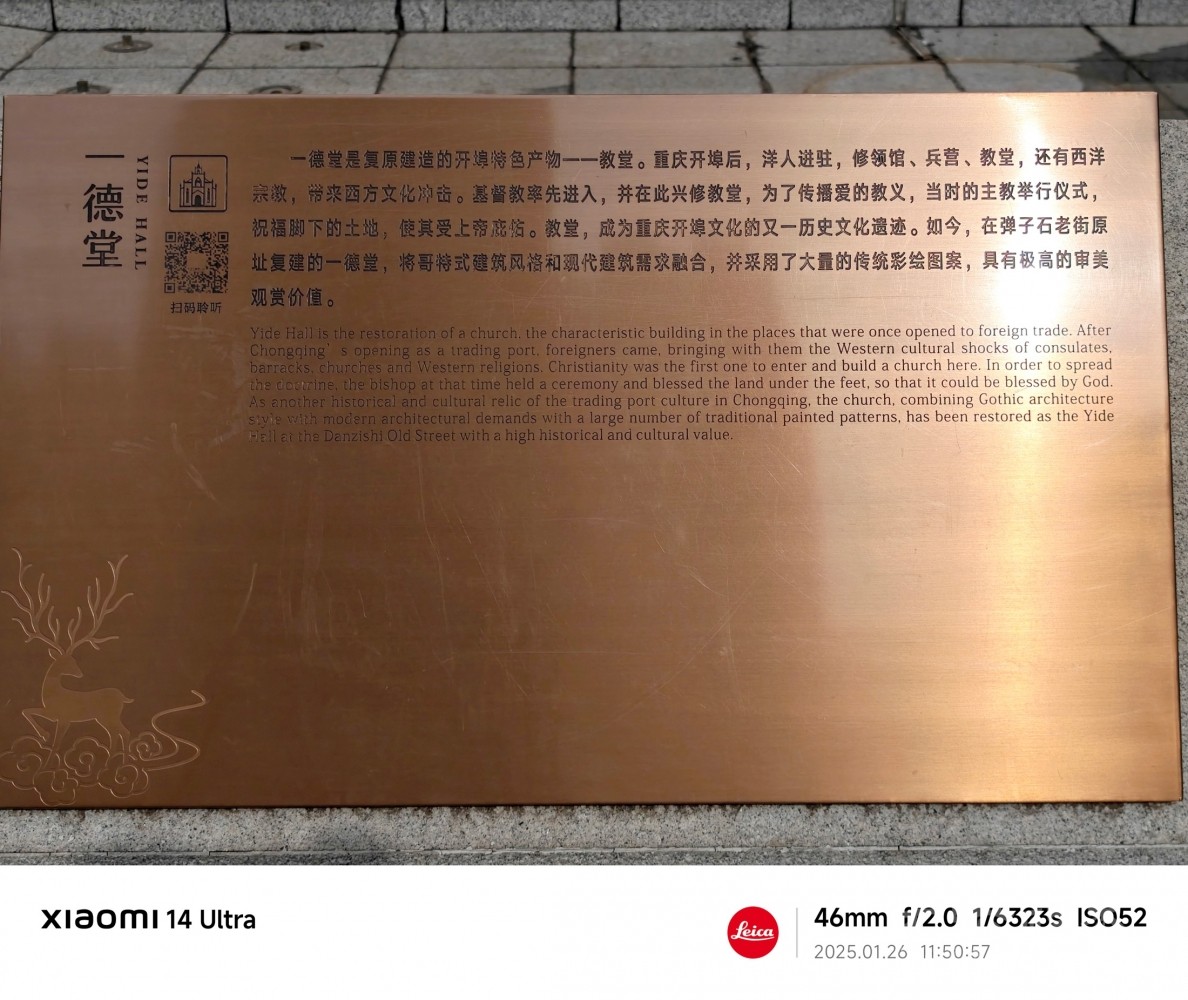 一德堂
YIDE HALL
扫码聆听
一德堂是复原建造的开埠特色产物——教堂。重庆开埠后，洋人进驻，修领馆、兵营、教堂，还有西洋
宗教，带来西方文化冲击。基督教率先进入，并在此兴修教堂，为了传播爱的教义，当时的主教举行仪式，
祝福脚下的土地，使其受上帝庇佑。教堂，成为重庆开埠文化的又一历史文化遗迹。如今，在弹子石老街原
址复建的一德堂，将哥特式建筑风格和现代建筑需求融合，并采用了大量的传统彩绘图案，具有极高的审美
观赏价值。
Yide Hall is the restoration of a church, the characteristic building in the places that were once opened to foreign trade. After
Chongqing's opening as a trading port, foreigners came, bringing with them the Western cultural shocks of consulates,
barracks, churches and Western religions. Christianity was the first one to enter and build a church here. In order to spread
the doctrine, the bishop at that time held a ceremony and blessed the land under the feet, so that it could be blessed by God.
As another historical and cultural relic of the trading port culture in Chongqing, the church, combining Gothic architecture
style with modern architectural demands with a large number of traditional painted patterns, has been restored as the Yide
Hall at the Danzishi Old Street with a high historical and cultural value.
xiaomi 14 Ultra
Leica
46mm f/2.0 1/6323s ISO52
2025.01.26 11:50:57